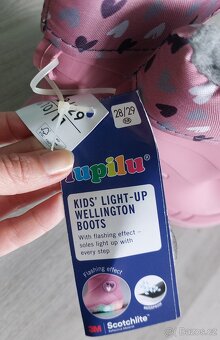 28/29
lupilu®
KIDS' LIGHT-UP
WELLINGTON
BOOTS
With flashing effect –
soles light up with
every step
Flashing effect
3M Scotchlite™